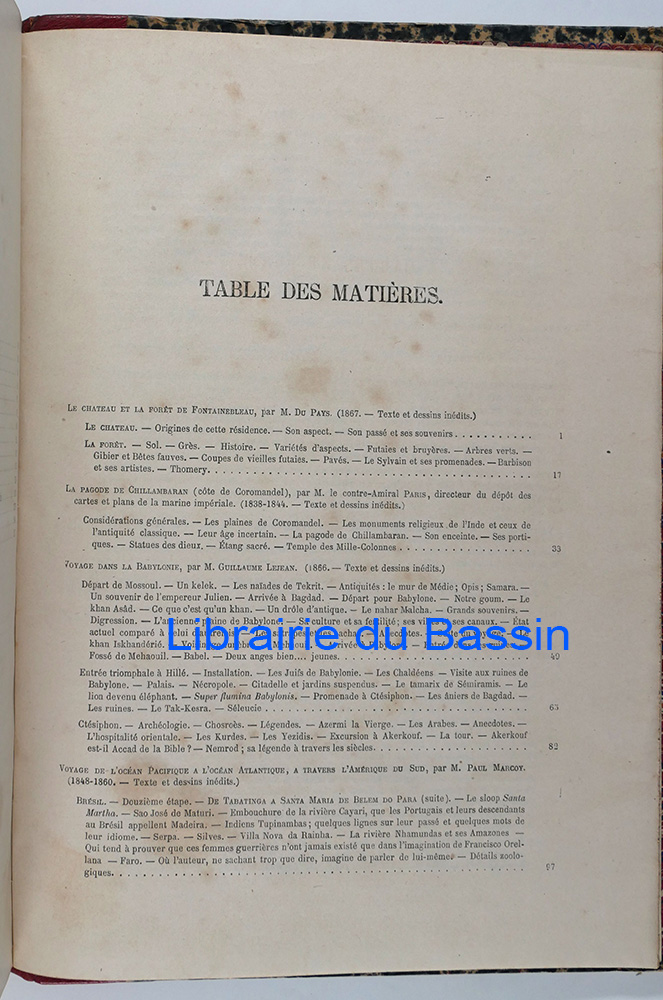 TABLE DES MATIÈRES.
LE CHATEAU ET LA FORÊT DE FONTAINEBLEAU, par M. DU PAYS. (1867. — Texte et dessins inédits.)
LE CHATEAU. — Origines de cette résidence. — Son aspect. — Son passé et ses souvenirs . . . . . . . . . . . 1
LA FORÊT. — Sol. — Grès. — Histoire. — Variétés d'aspects. — Futaies et bruyères. — Arbres verts. —
Gibier et Bêtes fauves. — Coupes de vieilles futaies. — Pavés. — Le Sylvain et ses promenades. — Barbison
et ses artistes. — Thomery. . . . . . . . . . . . . . . . . . . . 17
LA PAGODE DE CHILLAMBARAN (côte de Coromandel), par M. le contre-Amiral PARIS, directeur du dépôt des
cartes et plans de la marine impériale. (1838-1844. — Texte et dessins inédits.)
Considérations générales. — Les plaines de Coromandel. — Les monuments religieux de l'Inde et ceux de
l'antiquité classique. — Leur âge incertain. — La pagode de Chillambaran. — Son enceinte. — Ses porti-
ques. — Statues des dieux. — Étang sacré. — Temple des Mille-Colonnes . . . . . . . . . . . 33
VOYAGE DANS LA BABYLONIE, par M. GUILLAUME LEJEAN. (1866. — Texte et dessins inédits.)
Départ de Mossoul. — Un kelek. — Les naïades de Tekrit. — Antiquités : le mur de Médie; Opis; Samara. —
Un souvenir de l'empereur Julien. — Arrivée à Bagdad. — Départ pour Babylone. — Notre goum. — Le
khan Asâd. — Ce que c'est qu'un khan. — Un drôle d'antique. — Le nahar Malcha. — Grands souvenirs. —
Digression. — L'ancienne plaine de Babylone. — Sa culture et sa fertilité; ses villes et ses canaux. — État
actuel comparé à celui d'autrefois. — Les satrapes et les pachas. — Anecdotes. — — Le
Librairie du Bassin
khan Iskbandérié. —
Fossé de Mehaouil. — Babel. — Deux anges bien.... jeunes. . . . . . . . . . . . . . . 49
Entrée triomphale à Hillé. — Installation. — Les Juifs de Babylonie. — Les Chaldéens — Visite aux ruines de
Babylone. — Palais. — Nécropole. — Citadelle et jardins suspendus. — Le tamarix de Sémiramis. — Le
lion devenu éléphant. — Super flumina Babylonis. — Promenade à Ctésiphon. — Les âniers de Bagdad. —
Les ruines. — Le Tak-Kesra. — Séleucie . . . . . . . . . . . . . . . . . . 65
Ctésiphon. — Archéologie. — Chosroès. — Légendes. — Azermi la Vierge. — Les Arabes. — Anecdotes. —
L'hospitalité orientale. — Les Kurdes. — Les Yezidis. — Excursion à Akerkouf. — La tour. — Akerkouf
est-il Accad de la Bible ? — Nemrod ; sa légende à travers les siècles. . . . . . . . . . . . . 82
VOYAGE DE L'OCÉAN PACIFIQUE A L'OCÉAN ATLANTIQUE, A TRAVERS L'AMÉRIQUE DU SUD, par M. PAUL MARCOY.
(1848-1860. — Texte et dessins inédits.)
BRÉSIL. — Deuxième étape. — DE TABATINGA A SANTA MARIA DE BELEM DO PARA (suite). — Le sloop Santa
Martha. — Sao José de Maturi. — Embouchure de la rivière Cayari, que les Portugais et leurs descendants
au Brésil appellent Madeira. — Indiens Tupinambas ; quelques lignes sur leur passé et quelques mots de
leur idiome. — Serpa. — Silves. — Villa Nova da Raïnha. — La rivière Nhamundas et ses Amazones —
Qui tend à prouver que ces femmes guerrières n'ont jamais existé que dans l'imagination de Francisco Orel-
lana — Faro. — Où l'auteur, ne sachant trop que dire, imagine de parler de lui-même — Détails zoolo-
giques. . . . . . . . . . . . . . . . . . . . . . . 97